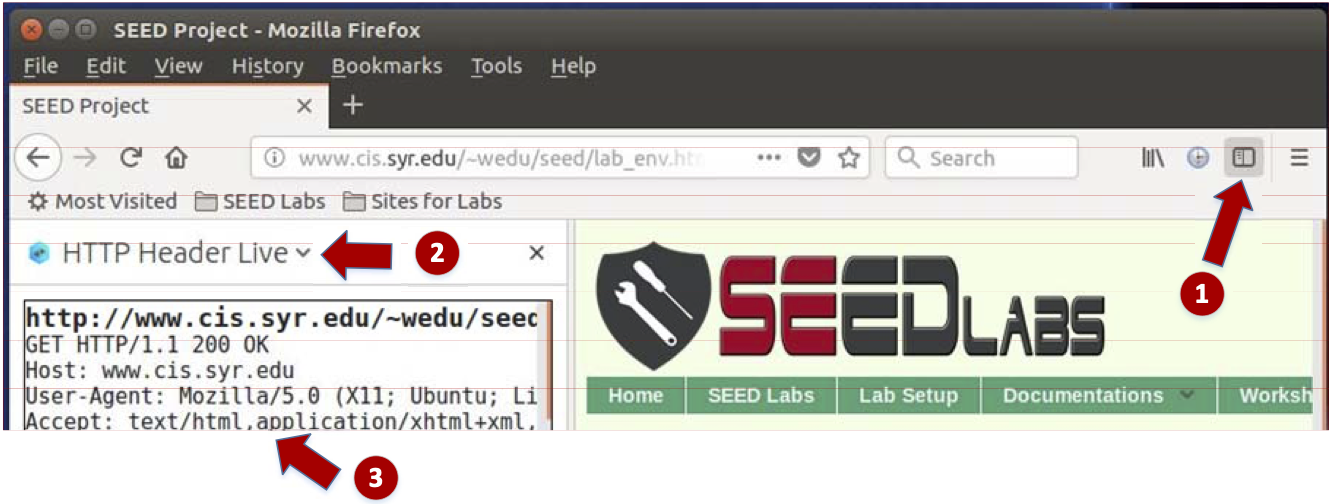 SEED Project - Mozilla Firefox
File Edit View History Bookmarks Tools Help
SEED Project
www.cis.syr.edu/~wedu/seed/lab_env.ht
Search
Most Visited SEED Labs Sites for Labs
HTTP Header Live
2
1
http://www.cis.syr.edu/~wedu/seed
GET HTTP/1.1 200 OK
Host: www.cis.syr.edu
User-Agent: Mozilla/5.0 (X11; Ubuntu; Li
Accept: text/html,application/xhtml+xml,
SEEDLABS
Home SEED Labs Lab Setup Documentations Worksh
3